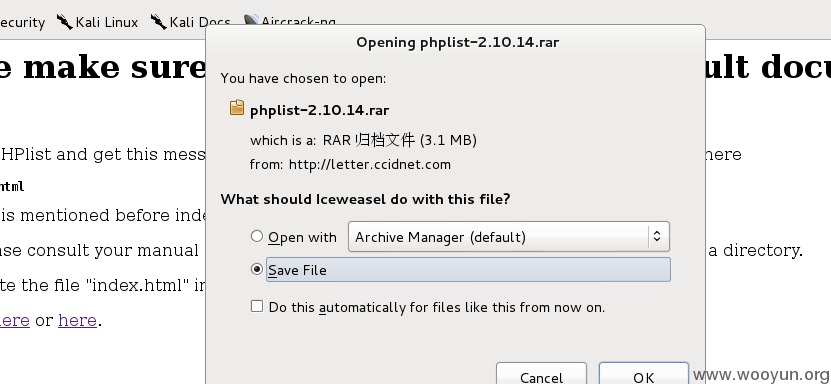 ecurity Kali Linux Kali Docs Aircrack-ng
Opening phplist-2.10.14.rar
e make sure ult docu
You have chosen to open:
phplist-2.10.14.rar
which is a: RAR 归档文件 (3.1 MB)
HPlist and get this mess here
from: http://letter.ccidnet.com
html
What should Iceweasel do with this file?
is mentioned before inde
Open with Archive Manager (default)
ase consult your manual a directory.
Save File
te the file "index.html" in
Do this automatically for files like this from now on.
here or here.
Cancel OK
www.wooyun.org